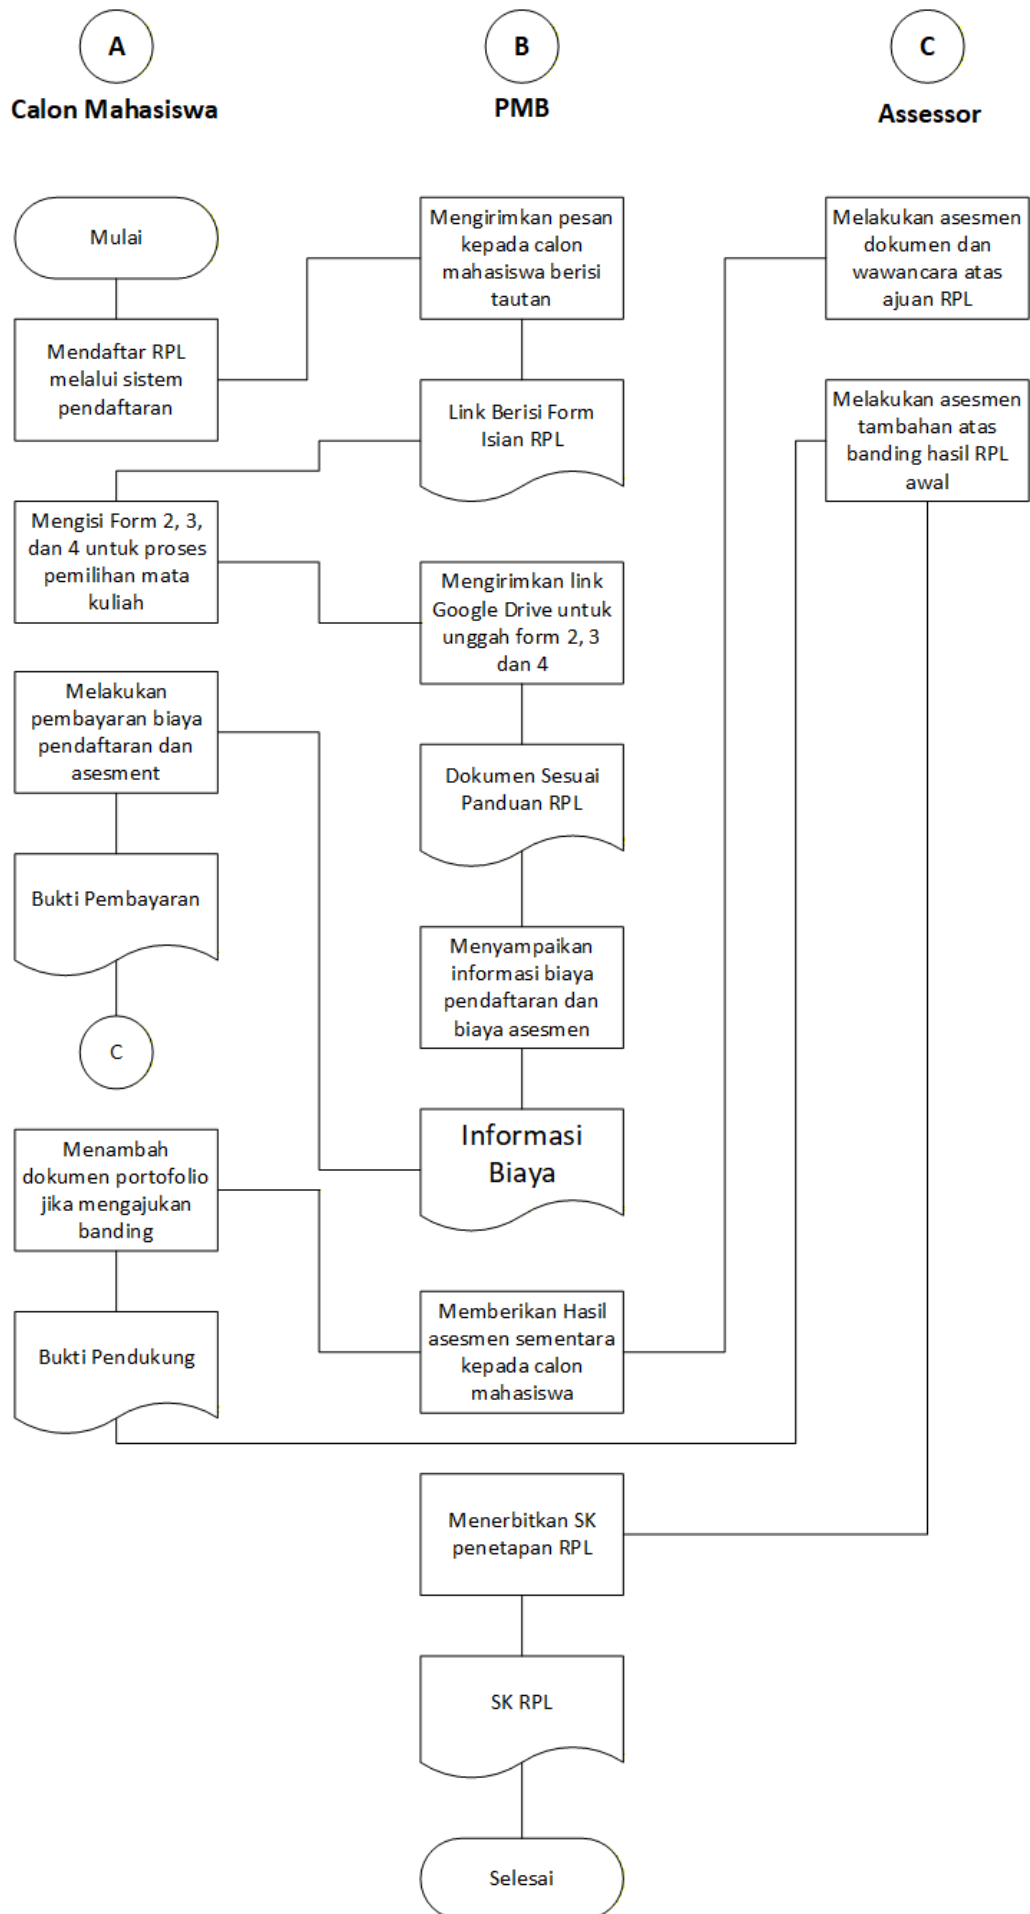 A
Calon Mahasiswa
B
PMB
C
Assessor
Mulai
Mendaftar RPL
melalui sistem
pendaftaran
Mengirimkan pesan
kepada calon
mahasiswa berisi
tautan
Link Berisi Form
Isian RPL
Mengisi Form 2, 3,
dan 4 untuk proses
pemilihan mata
kuliah
Mengirimkan link
Google Drive untuk
unggah form 2, 3
dan 4
Dokumen Sesuai
Panduan RPL
Menyampaikan
informasi biaya
pendaftaran dan
biaya asesmen
Informasi
Biaya
Melakukan
pembayaran biaya
pendaftaran dan
asesment
Bukti Pembayaran
C
Melakukan asesmen
dokumen dan
wawancara atas
ajuan RPL
Memberikan Hasil
asesmen sementara
kepada calon
mahasiswa
Menambah
dokumen portofolio
jika mengajukan
banding
Bukti Pendukung
Melakukan asesmen
tambahan atas
banding hasil RPL
awal
Menerbitkan SK
penetapan RPL
SK RPL
Selesai